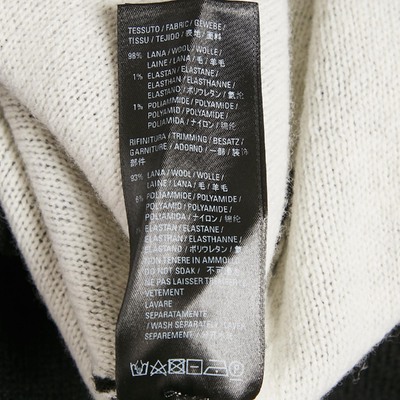 TESSUTO / FABRIC / GEWEBE /
TISSU / TEJIDO / 表地 / 面料
98% LANA / WOOL / WOLLE /
LAINE / LANA / 毛 / 羊毛
1% ELASTAN / ELASTANE /
ELASTAN / ELASTHANNE /
ELASTANO / ポリウレタン / 氨纶
1% POLIAMMIDE / POLYAMIDE /
POLYAMID / POLYAMIDE /
POLIAMIDA / ナイロン / 锦纶
RIFINITURA / TRIMMING / BESATZ /
GARNITURE / ADORNO / 一部 / 装饰
部件
93% LANA / WOOL / WOLLE /
LAINE / LANA / 毛 / 羊毛
POLIAMMIDE / POLYAMIDE /
POLYAMID / POLYAMIDE /
POLIAMIDA / ナイロン / 锦纶
ELASTAN / ELASTANE /
ELASTAN / ELASTHANNE /
ELASTANO / ポリウレタン / 氨纶
NON TENERE IN AMMOLLO
DO NOT SOAK /
NE PAS LAISSER TREMPER
VETEMENT
LAVARE
SEPARATAMENTE
/ WASH SEPARATELY
SEPAREMENT /